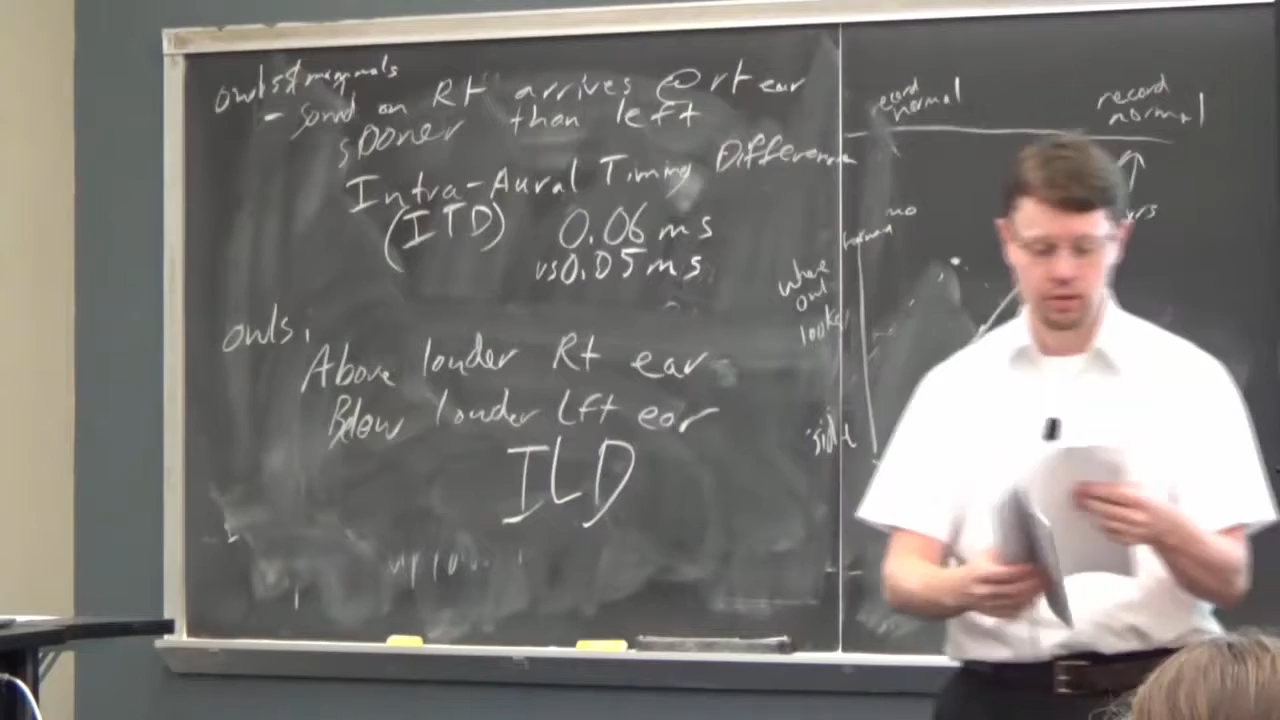 owls & mammals
- Sound on Rt arrives @ rt ear
sooner than left
Intra-Aural Timing Difference
(ITD) 0.06 ms
vs 0.05 ms
owls,
Above louder Rt ear
Below louder Lft ear
ILD
record
normal
record
normal
no
where
owl
looks
side